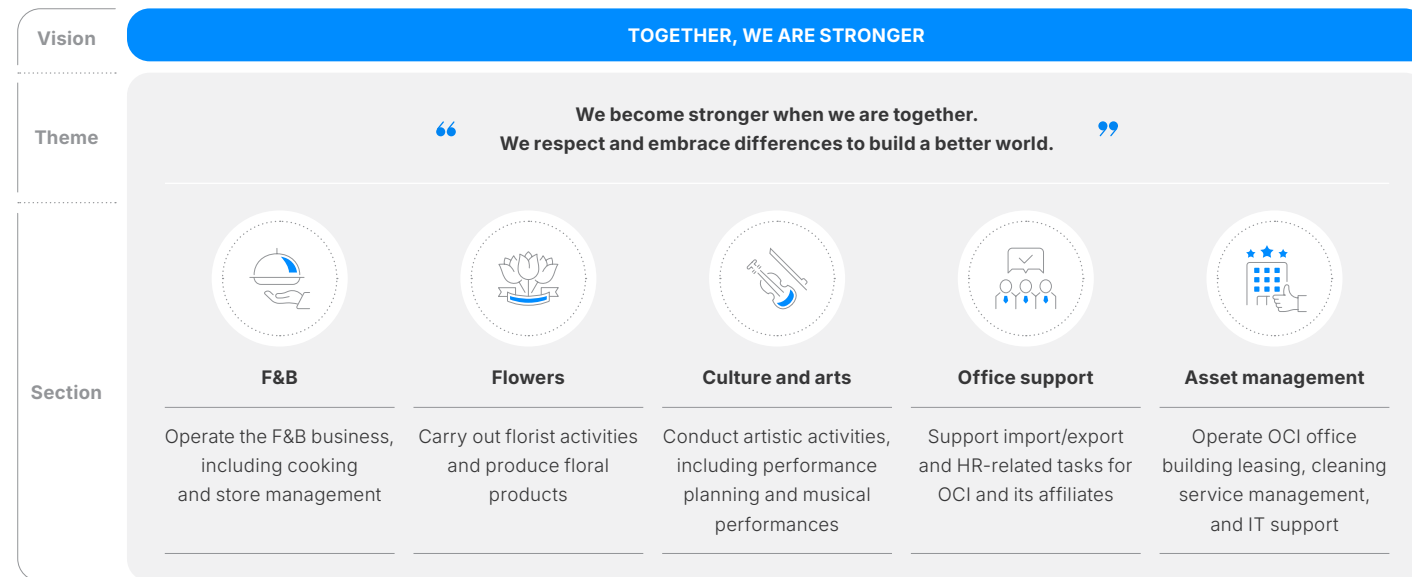 Vision
TOGETHER, WE ARE STRONGER
Theme
“
We become stronger when we are together.
We respect and embrace differences to build a better world.
”
Section
F&B
Operate the F&B business,
including cooking
and store management
Flowers
Carry out florist activities
and produce floral
products
Culture and arts
Conduct artistic activities,
including performance
planning and musical
performances
Office support
Support import/export
and HR-related tasks for
OCI and its affiliates
Asset management
Operate OCI office
building leasing, cleaning
service management,
and IT support